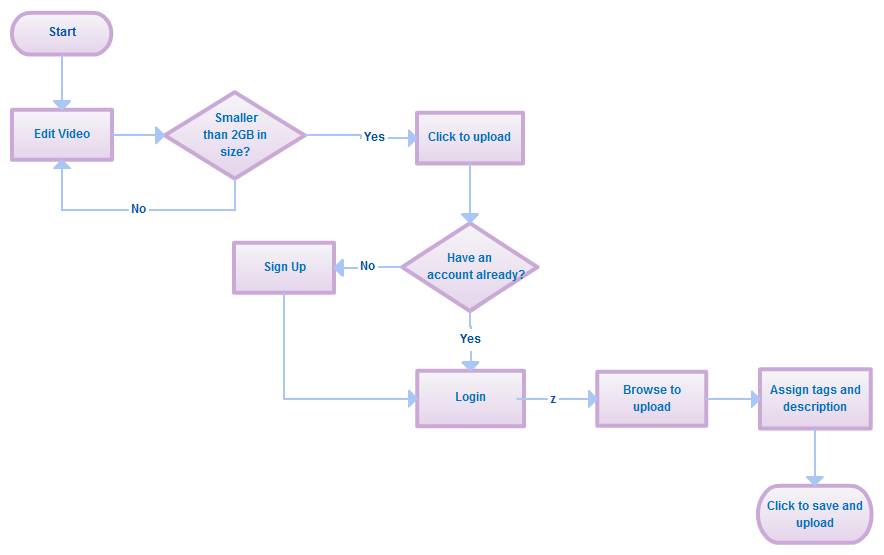 Start
Edit Video
Smaller
than 2GB in
size?
Yes
Click to upload
No
Have an
account already?
No
Sign Up
Yes
Login
z
Browse to
upload
Assign tags and
description
Click to save and
upload